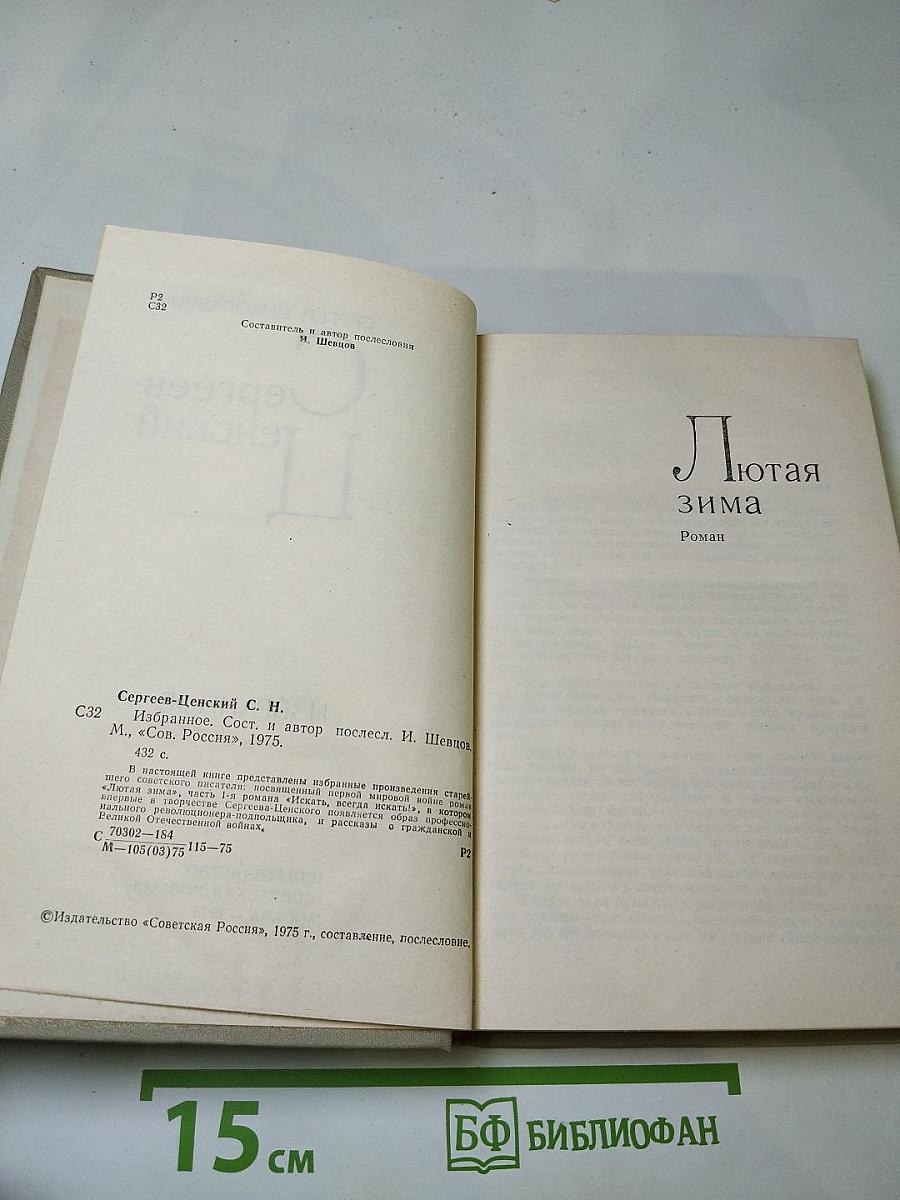 Р2
С32
Составитель и автор послесловия
И. Шевцов
Сергеев-Ценский С. Н.
С32 Избранное. Сост. и автор послесл. И. Шевцов.
М., «Сов. Россия», 1975.
432 с.
В настоящей книге представлены избранные произведения старей-
шего советского писателя: посвященный первой мировой войне роман
«Лютая зима», часть 1-я романа «Искать, всегда искать!», в котором
впервые в творчестве Сергеева-Ценского появляется образ профессио-
нального революционера-подпольщика, и рассказы о гражданской и
Великой Отечественной войнах.
С 70302—184
М—105(03)75 115—75
Р2
©Издательство «Советская Россия», 1975 г., составление, послесловие.
Лютая
зима
Роман
15 см
БФ БИБЛИОФАН